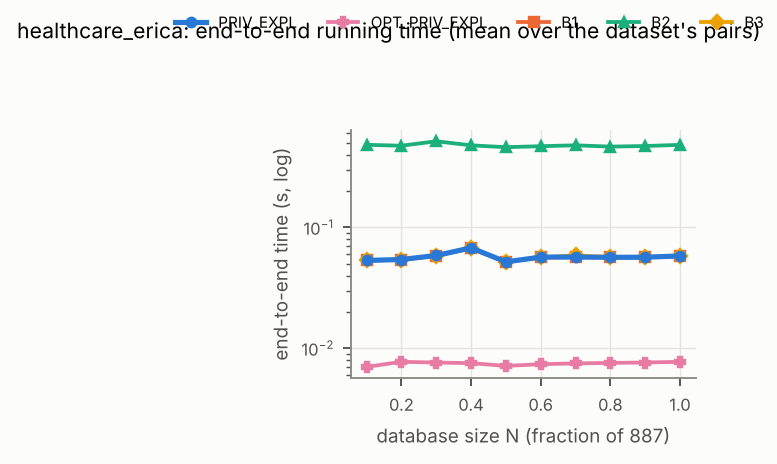 PRIV_EXPL OPT_PRIV_EXPL B1 B2 B3
healthcare_erica: end-to-end running time (mean over the dataset's pairs)
end-to-end time (s, log)
10⁻¹
10⁻²
0.2 0.4 0.6 0.8 1.0
database size N (fraction of 887)